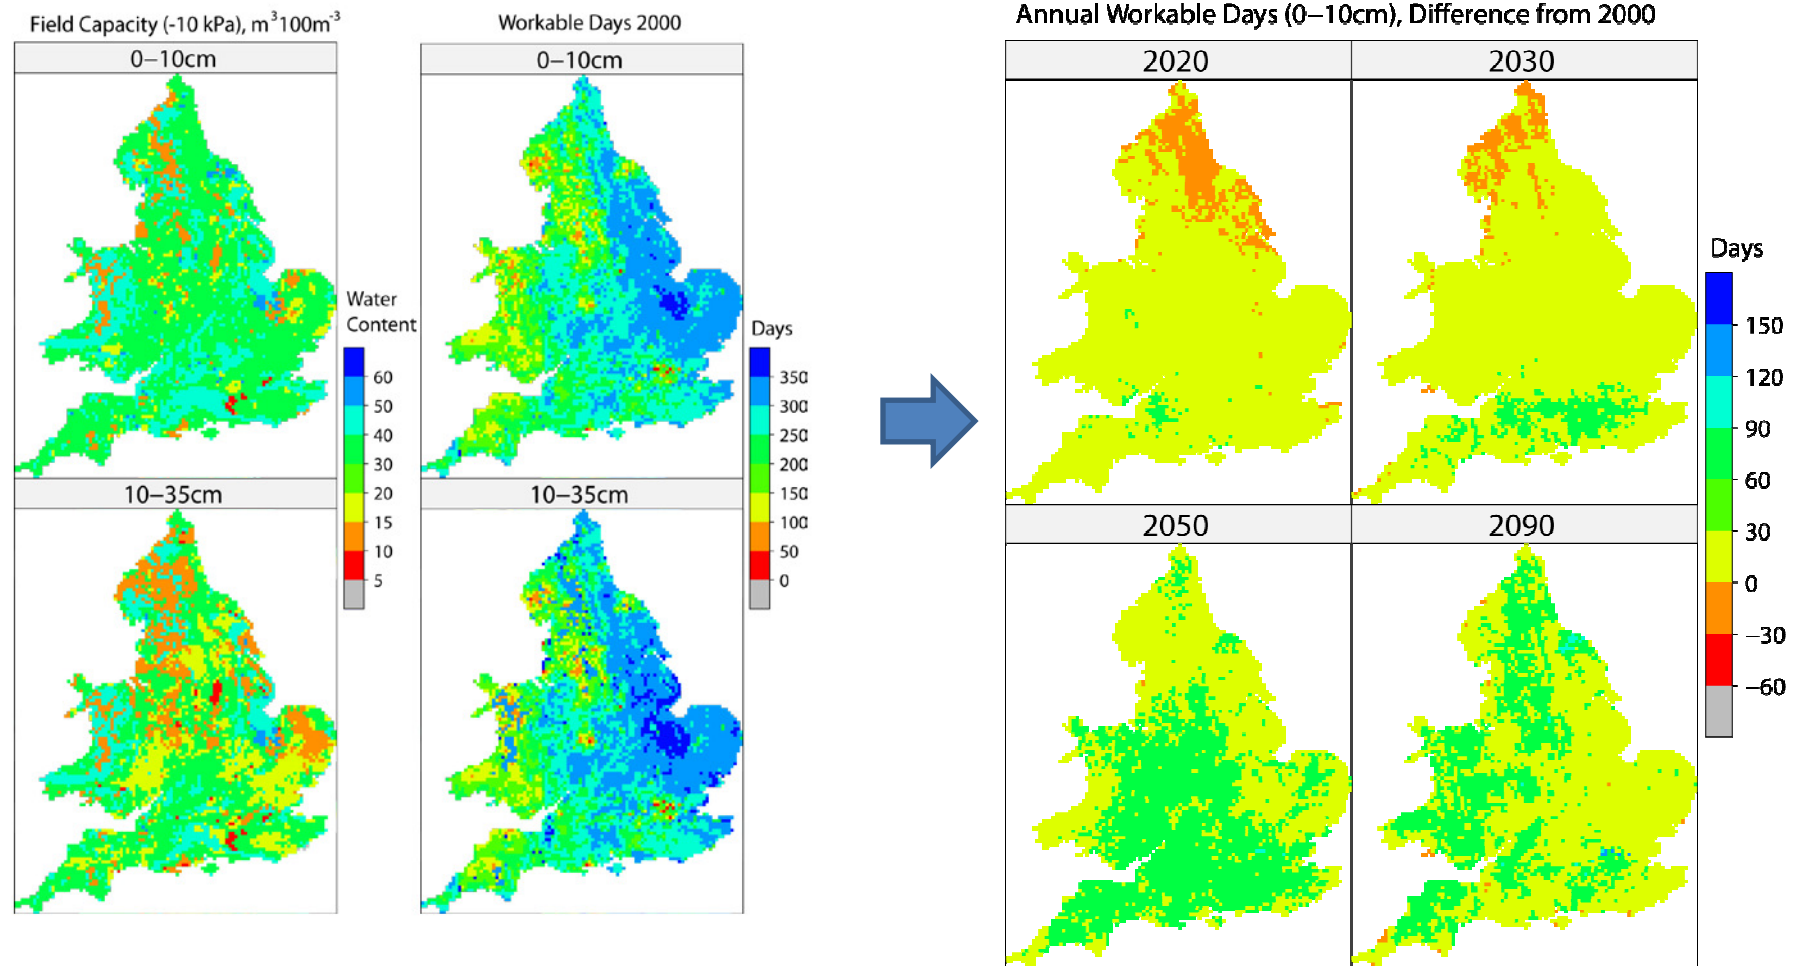 Field Capacity (-10 kPa), m³100m⁻³
0–10cm
10–35cm
Water
Content
60
50
40
30
20
15
10
5
Workable Days 2000
0–10cm
10–35cm
Days
350
300
250
200
150
100
50
0
Annual Workable Days (0–10cm), Difference from 2000
2020
2030
2050
2090
Days
150
120
90
60
30
0
–30
–60